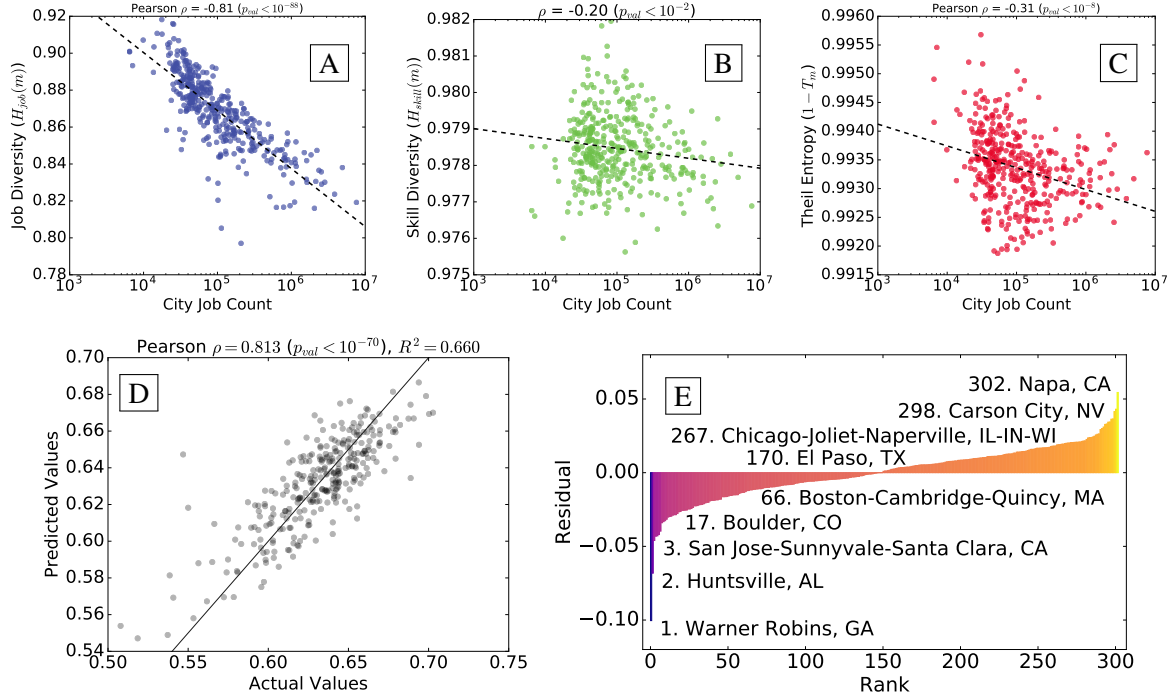 Pearson ρ = -0.81 (p_val < 10^-88)
A
Job Diversity (H_job(m))
0.92
0.90
0.88
0.86
0.84
0.82
0.80
0.78
10^3 10^4 10^5 10^6 10^7
City Job Count
ρ = -0.20 (p_val < 10^-2)
B
Skill Diversity (H_skill(m))
0.982
0.981
0.980
0.979
0.978
0.977
0.976
0.975
10^3 10^4 10^5 10^6 10^7
City Job Count
Pearson ρ = -0.31 (p_val < 10^-8)
C
Theil Entropy (1 − T_m)
0.9960
0.9955
0.9950
0.9945
0.9940
0.9935
0.9930
0.9925
0.9920
0.9915
10^3 10^4 10^5 10^6 10^7
City Job Count
Pearson ρ = 0.813 (p_val < 10^-70), R^2 = 0.660
D
Predicted Values
0.70
0.68
0.66
0.64
0.62
0.60
0.58
0.56
0.54
0.50 0.55 0.60 0.65 0.70 0.75
Actual Values
E
Residual
0.05
0.00
−0.05
−0.10
302. Napa, CA
298. Carson City, NV
267. Chicago-Joliet-Naperville, IL-IN-WI
170. El Paso, TX
66. Boston-Cambridge-Quincy, MA
17. Boulder, CO
3. San Jose-Sunnyvale-Santa Clara, CA
2. Huntsville, AL
1. Warner Robins, GA
0 50 100 150 200 250 300
Rank